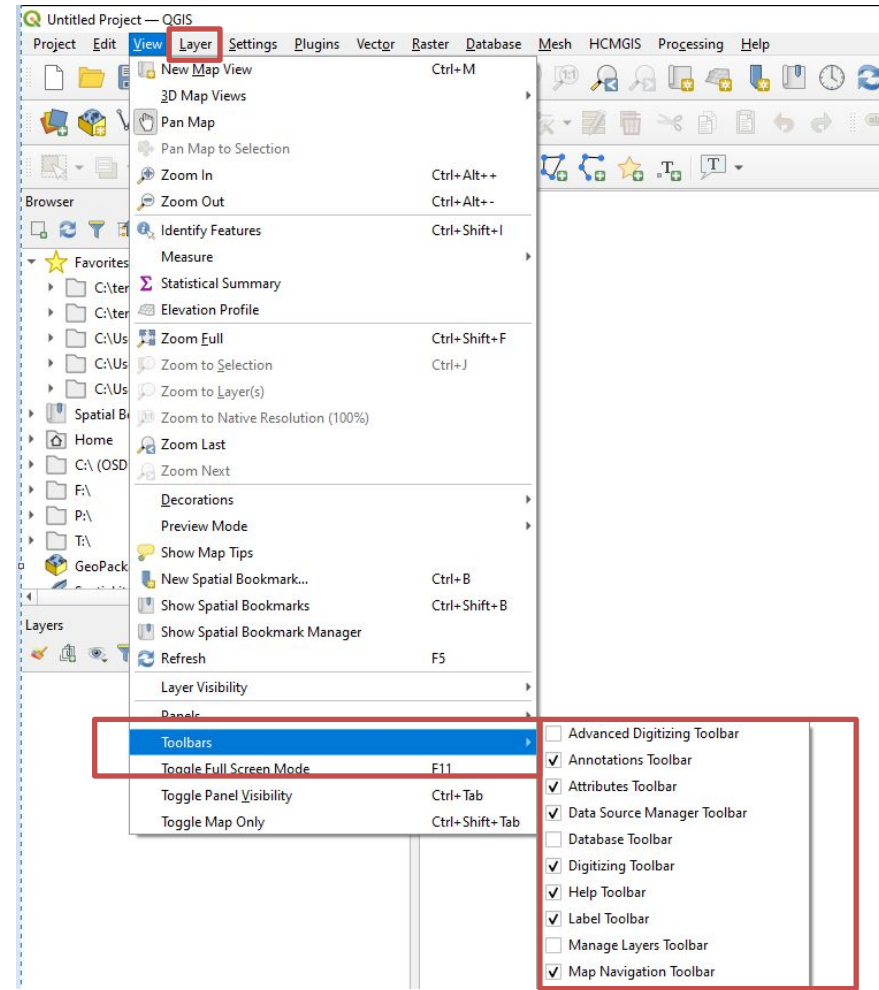 Untitled Project — QGIS
Project Edit View Layer Settings Plugins Vector Raster Database Mesh HCMGIS Processing Help
New Map View Ctrl+M
3D Map Views
Pan Map
Pan Map to Selection
Zoom In Ctrl+Alt++
Zoom Out Ctrl+Alt+-
Identify Features Ctrl+Shift+I
Measure
Statistical Summary
Elevation Profile
Zoom Full Ctrl+Shift+F
Zoom to Selection Ctrl+J
Zoom to Layer(s)
Zoom to Native Resolution (100%)
Zoom Last
Zoom Next
Decorations
Preview Mode
Show Map Tips
New Spatial Bookmark... Ctrl+B
Show Spatial Bookmarks Ctrl+Shift+B
Show Spatial Bookmark Manager
Refresh F5
Layer Visibility
Panels
Toolbars
Toggle Full Screen Mode F11
Toggle Panel Visibility Ctrl+Tab
Toggle Map Only Ctrl+Shift+Tab
Browser
Favorites
C:\ter
C:\ter
C:\Us
C:\Us
C:\Us
Spatial B
Home
C:\ (OSD
F:\
P:\
T:\
GeoPack
Layers
Advanced Digitizing Toolbar
Annotations Toolbar
Attributes Toolbar
Data Source Manager Toolbar
Database Toolbar
Digitizing Toolbar
Help Toolbar
Label Toolbar
Manage Layers Toolbar
Map Navigation Toolbar